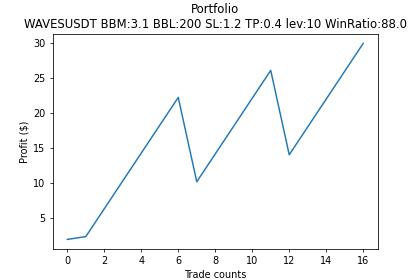 Portfolio
WAVESUSDT BBM:3.1 BBL:200 SL:1.2 TP:0.4 lev:10 WinRatio:88.0
30
25
20
15
10
5
Profit ($)
0 2 4 6 8 10 12 14 16
Trade counts